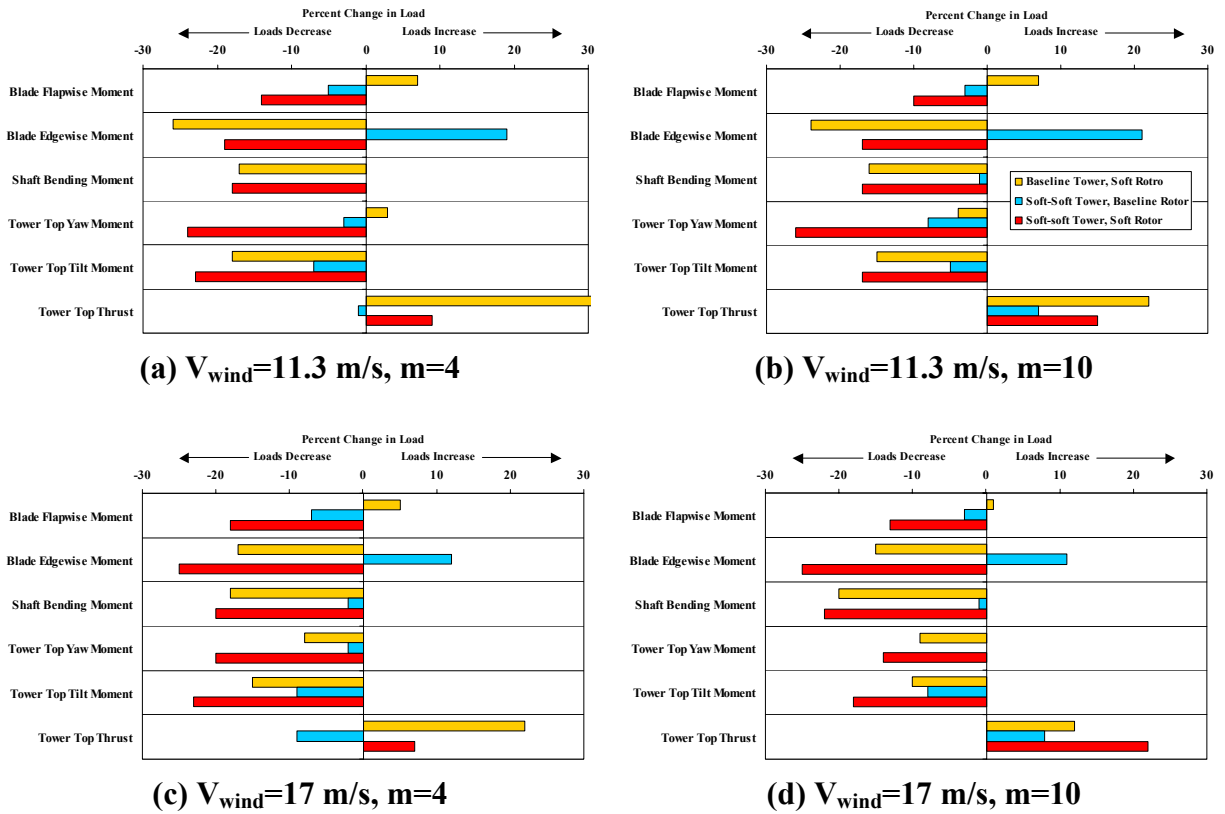 Percent Change in Load
Loads Decrease
Loads Increase
-30 -20 -10 0 10 20 30
Blade Flapwise Moment
Blade Edgewise Moment
Shaft Bending Moment
Tower Top Yaw Moment
Tower Top Tilt Moment
Tower Top Thrust
(a) Vwind=11.3 m/s, m=4
Percent Change in Load
Loads Decrease
Loads Increase
-30 -20 -10 0 10 20 30
Blade Flapwise Moment
Blade Edgewise Moment
Shaft Bending Moment
Tower Top Yaw Moment
Tower Top Tilt Moment
Tower Top Thrust
Baseline Tower, Soft Rotro
Soft-Soft Tower, Baseline Rotor
Soft-soft Tower, Soft Rotor
(b) Vwind=11.3 m/s, m=10
Percent Change in Load
Loads Decrease
Loads Increase
-30 -20 -10 0 10 20 30
Blade Flapwise Moment
Blade Edgewise Moment
Shaft Bending Moment
Tower Top Yaw Moment
Tower Top Tilt Moment
Tower Top Thrust
(c) Vwind=17 m/s, m=4
Percent Change in Load
Loads Decrease
Loads Increase
-30 -20 -10 0 10 20 30
Blade Flapwise Moment
Blade Edgewise Moment
Shaft Bending Moment
Tower Top Yaw Moment
Tower Top Tilt Moment
Tower Top Thrust
(d) Vwind=17 m/s, m=10